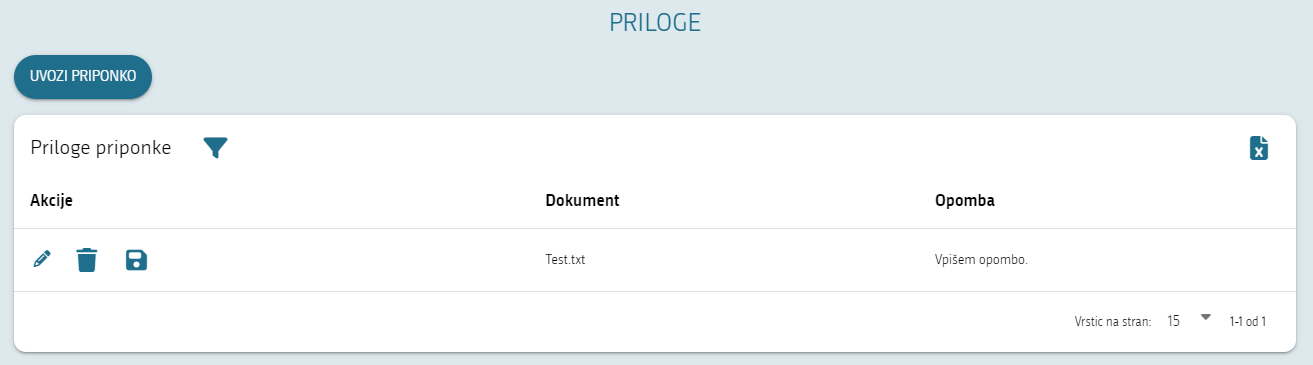 PRILOGE
UVOZI PRIPONKO
Priloge priponke
Akcije Dokument Opomba
Test.txt Vpišem opombo.
Vrstic na stran: 15 1-1 od 1